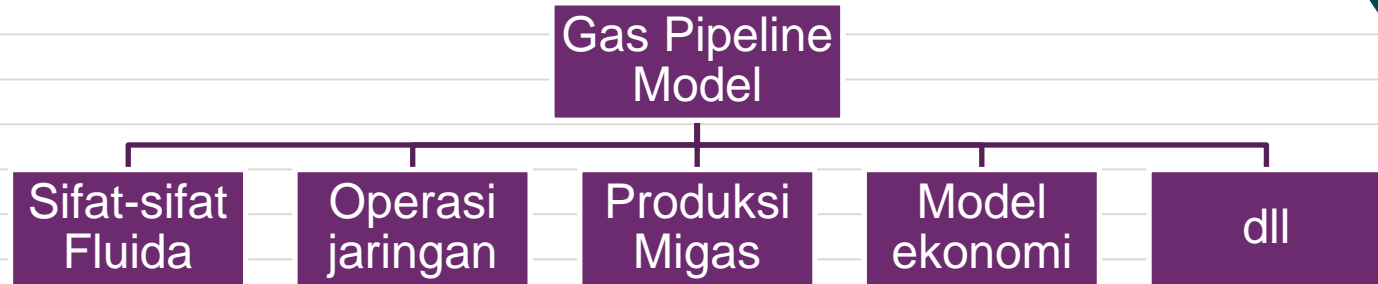 Gas Pipeline
Model
Sifat-sifat
Fluida
Operasi
jaringan
Produksi
Migas
Model
ekonomi
dll